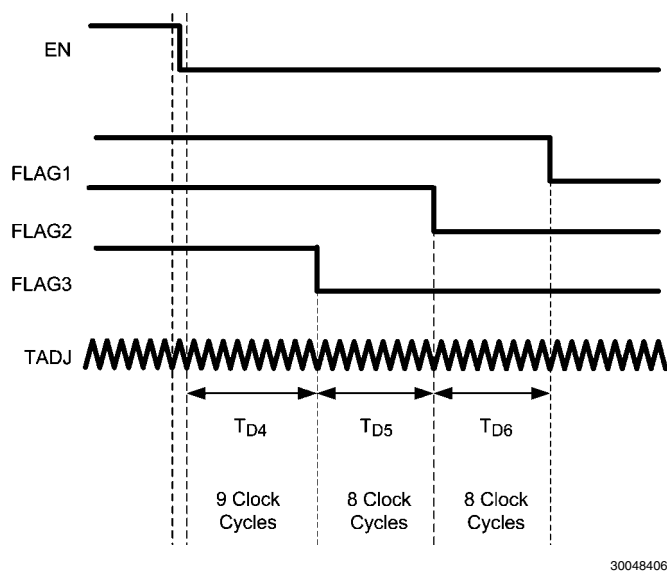 EN
FLAG1
FLAG2
FLAG3
TADJ
TD4 TD5 TD6
9 Clock Cycles
8 Clock Cycles
8 Clock Cycles
30048406